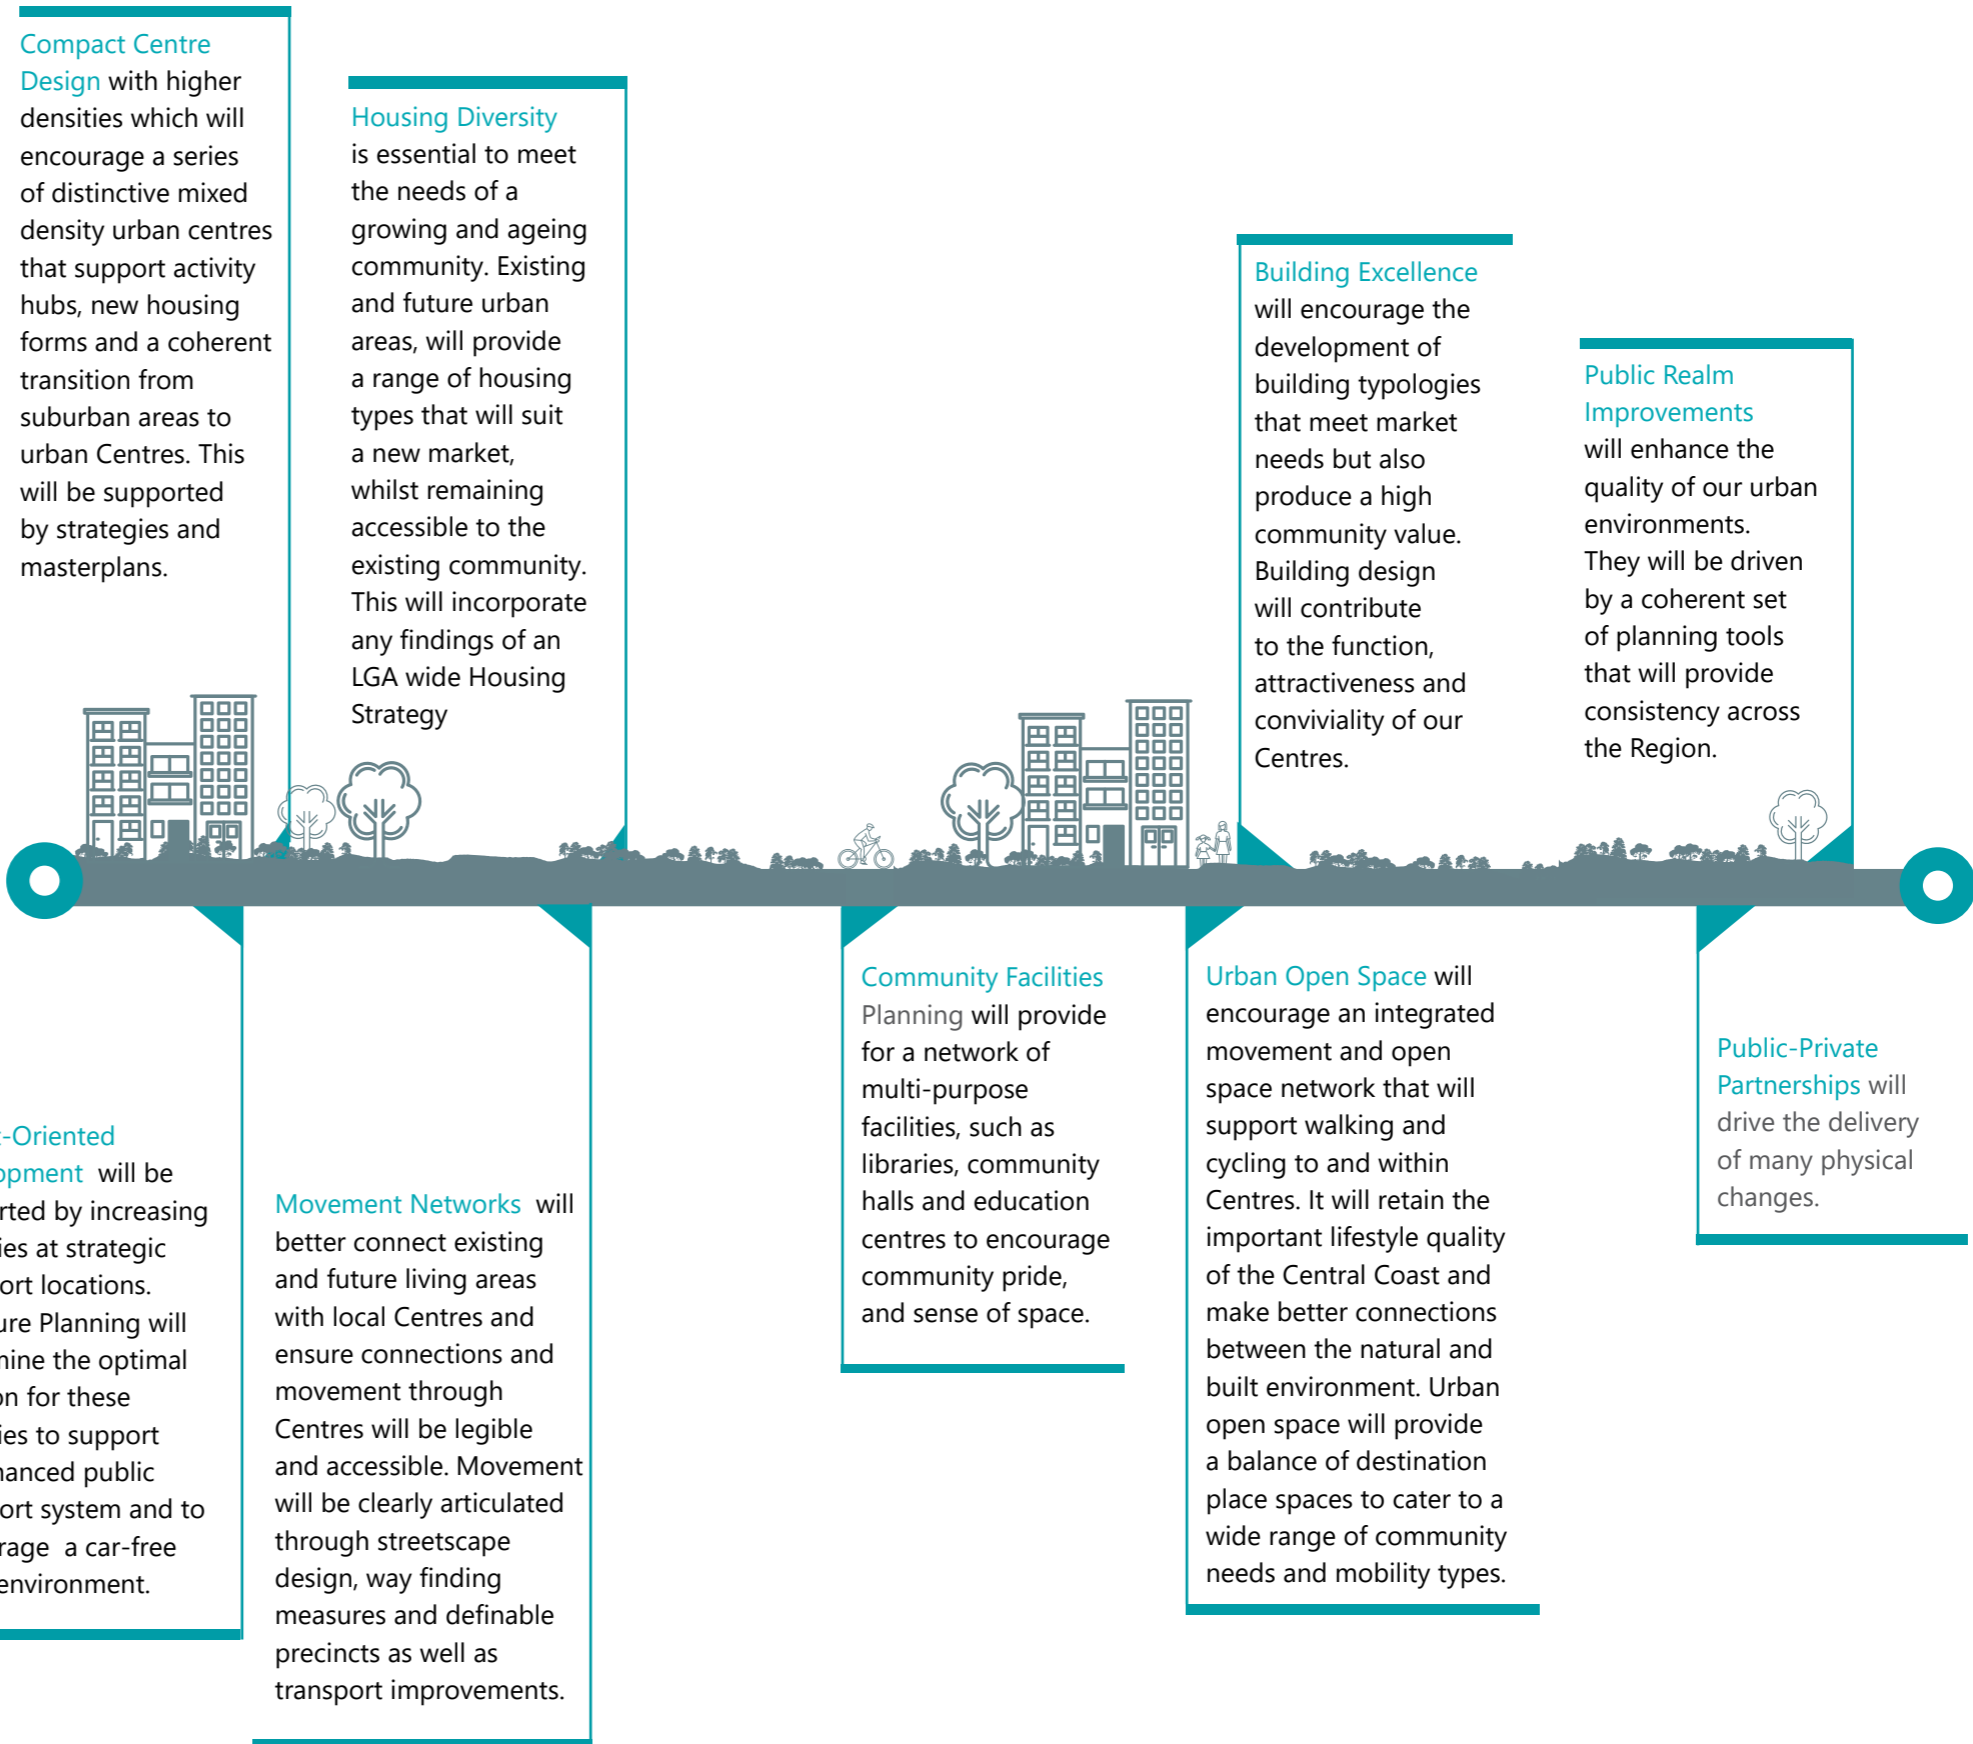 Compact Centre
Design with higher
densities which will
encourage a series
of distinctive mixed
density urban centres
that support activity
hubs, new housing
forms and a coherent
transition from
suburban areas to
urban Centres. This
will be supported
by strategies and
masterplans.
Housing Diversity
is essential to meet
the needs of a
growing and ageing
community. Existing
and future urban
areas, will provide
a range of housing
types that will suit
a new market,
whilst remaining
accessible to the
existing community.
This will incorporate
any findings of an
LGA wide Housing
Strategy
Building Excellence
will encourage the
development of
building typologies
that meet market
needs but also
produce a high
community value.
Building design
will contribute
to the function,
attractiveness and
conviviality of our
Centres.
Public Realm
Improvements
will enhance the
quality of our urban
environments.
They will be driven
by a coherent set
of planning tools
that will provide
consistency across
the Region.
-Oriented
opment will be
rted by increasing
ies at strategic
ort locations.
ure Planning will
mine the optimal
on for these
ies to support
hanced public
ort system and to
rage a car-free
environment.
Movement Networks will
better connect existing
and future living areas
with local Centres and
ensure connections and
movement through
Centres will be legible
and accessible. Movement
will be clearly articulated
through streetscape
design, way finding
measures and definable
precincts as well as
transport improvements.
Community Facilities
Planning will provide
for a network of
multi-purpose
facilities, such as
libraries, community
halls and education
centres to encourage
community pride,
and sense of space.
Urban Open Space will
encourage an integrated
movement and open
space network that will
support walking and
cycling to and within
Centres. It will retain the
important lifestyle quality
of the Central Coast and
make better connections
between the natural and
built environment. Urban
open space will provide
a balance of destination
place spaces to cater to a
wide range of community
needs and mobility types.
Public-Private
Partnerships will
drive the delivery
of many physical
changes.